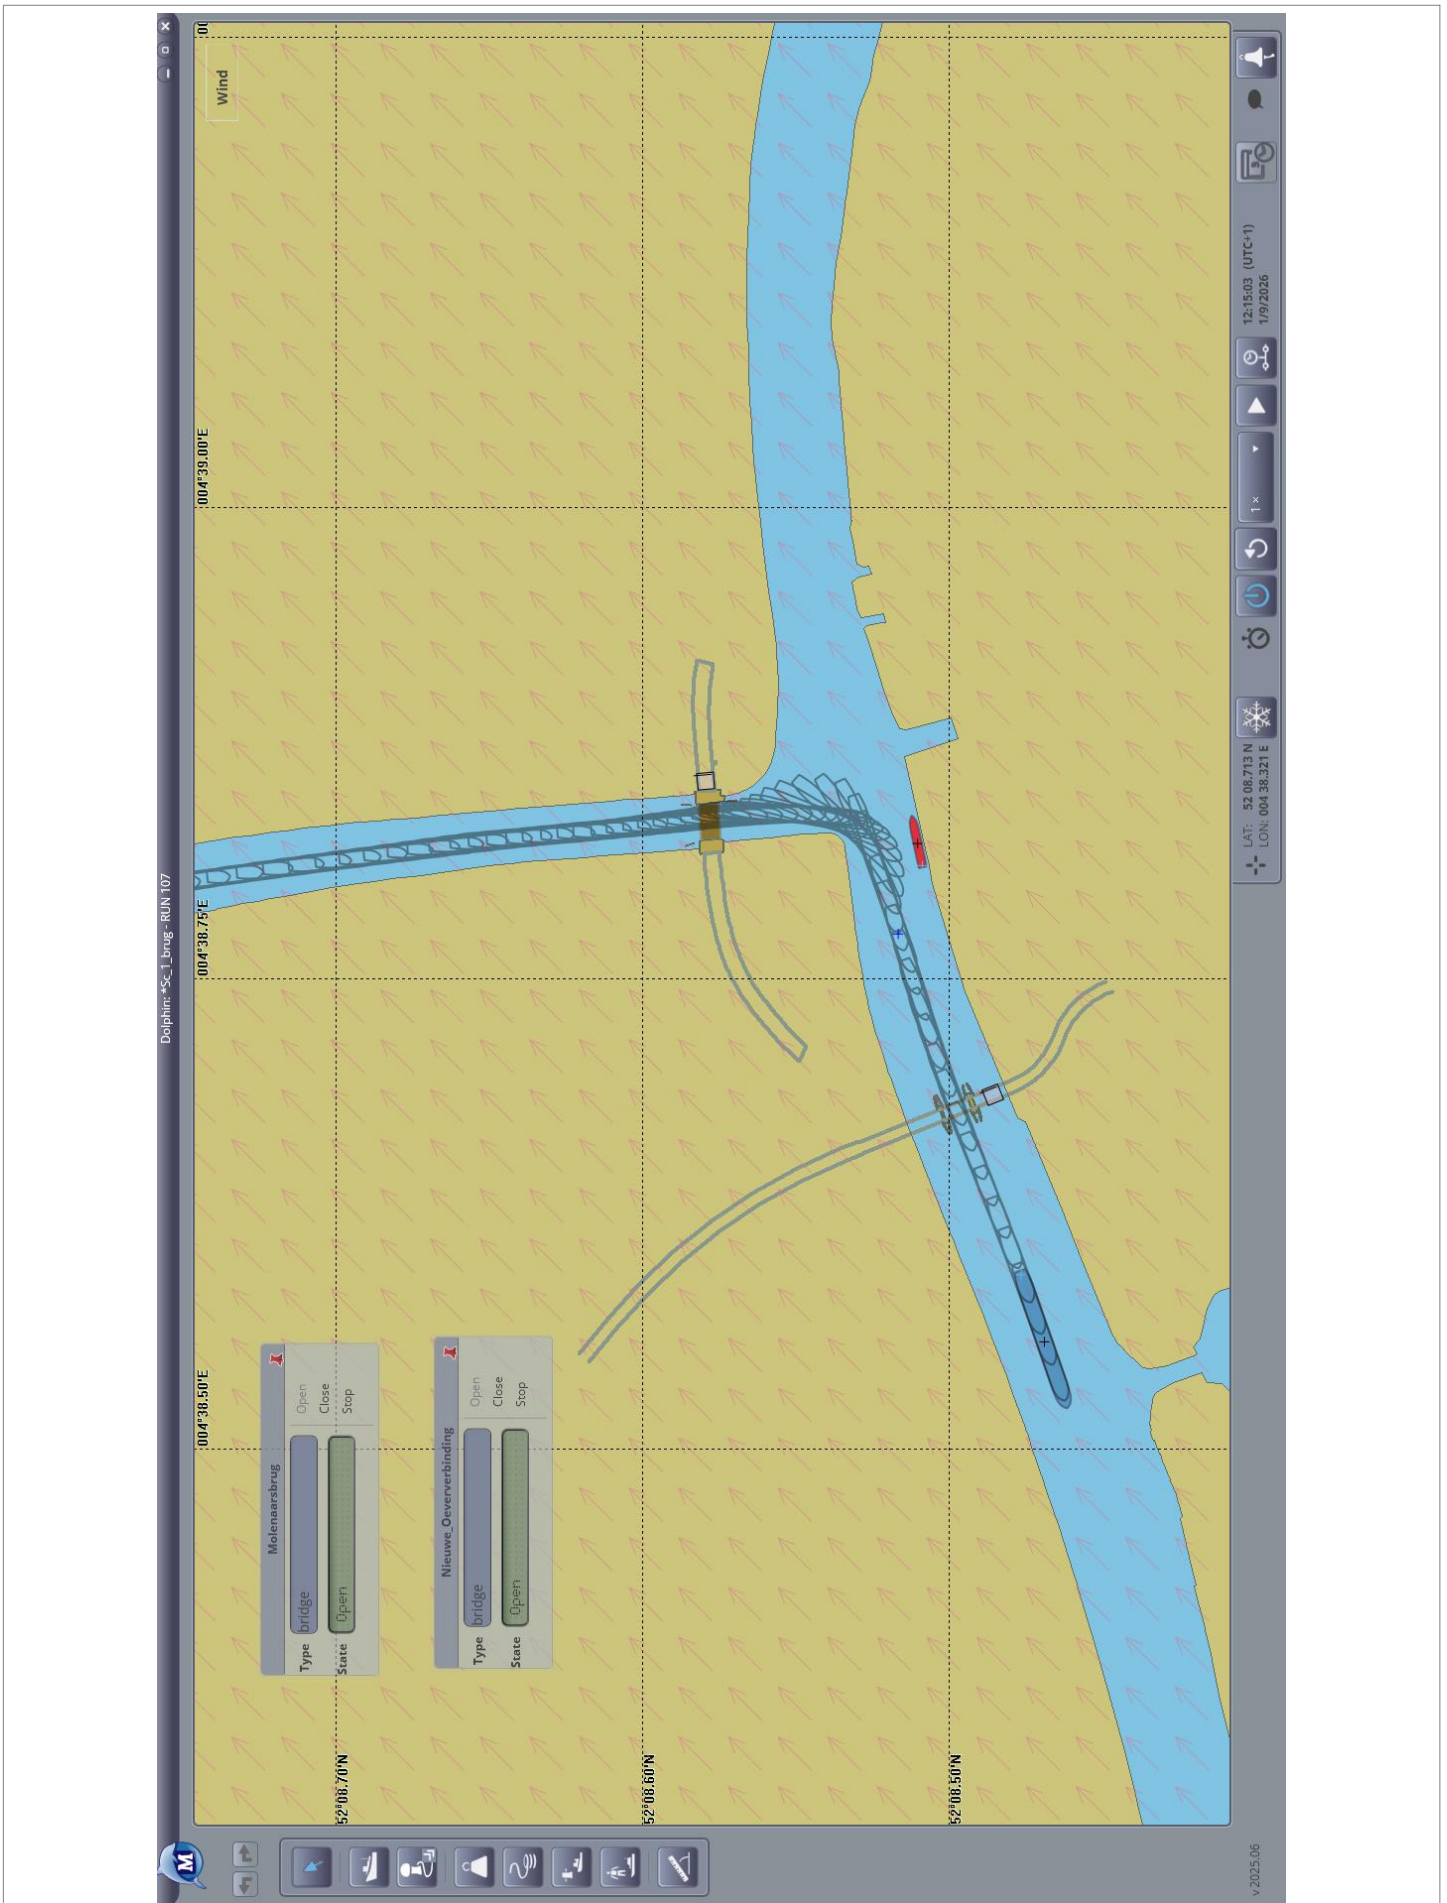 Dolphin: *Sc_1_brug - RUN 107
Wind
52°08.70'N
52°08.60'N
52°08.50'N
004°38.50'E
004°38.75'E
004°39.00'E
Molenaarsbrug
Type bridge
State Open
Open
Close
Stop
Nieuwe_Oeververbinding
Type bridge
State Open
Open
Close
Stop
v 2025.06
LAT: 52 08.713 N
LON: 004 38.321 E
1 ×
12:15:03 (UTC+1)
1/9/2026
M